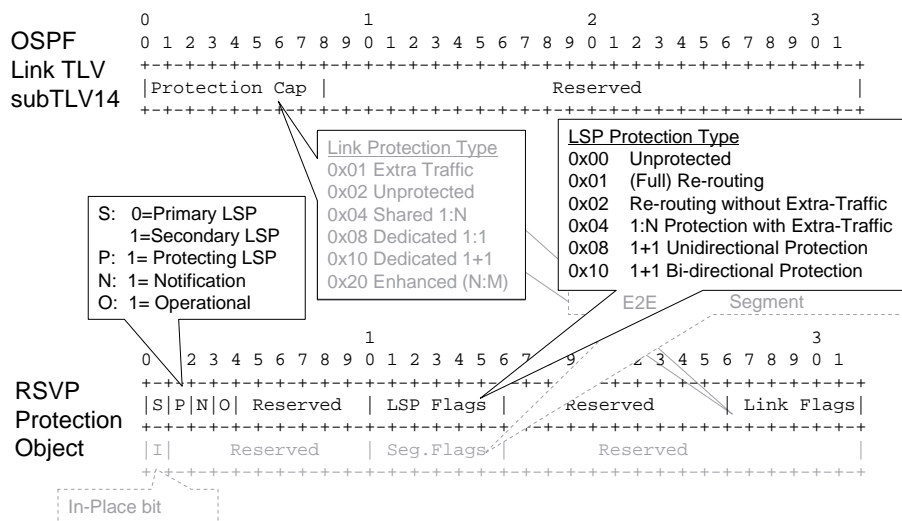 0 1 2 3
OSPF
Link TLV
subTLV14
0 1 2 3 4 5 6 7 8 9 0 1 2 3 4 5 6 7 8 9 0 1 2 3 4 5 6 7 8 9 0 1
+-+-+-+-+-+-+-+-+-+-+-+-+-+-+-+-+-+-+-+-+-+-+-+-+-+-+-+-+-+-+-+-+
|Protection Cap | Reserved |
+-+-+-+-+-+-+-+-+-+-+-+-+-+-+-+-+-+-+-+-+-+-+-+-+-+-+-+-+-+-+-+-+
Link Protection Type
0x01 Extra Traffic
0x02 Unprotected
0x04 Shared 1:N
0x08 Dedicated 1:1
0x10 Dedicated 1+1
0x20 Enhanced (N:M)
LSP Protection Type
0x00 Unprotected
0x01 (Full) Re-routing
0x02 Re-routing without Extra-Traffic
0x04 1:N Protection with Extra-Traffic
0x08 1+1 Unidirectional Protection
0x10 1+1 Bi-directional Protection
S: 0=Primary LSP
1=Secondary LSP
P: 1= Protecting LSP
N: 1= Notification
O: 1= Operational
E2E Segment
RSVP
Protection
Object
0 1 3
0 2 3 4 5 6 7 8 9 0 1 2 3 4 5 6 7 9 2 3 4 5 6 7 8 9 0 1
|S|P|N|O| Reserved | LSP Flags | Reserved | Link Flags|
+-+-+-+-+-+-+-+-+-+-+-+-+-+-+-+-+-+-+-+-+-+-+-+-+-+-+-+-+-+-+-+-+
|I| Reserved | Seg.Flags | Reserved |
+-+-+-+-+-+-+-+-+-+-+-+-+-+-+-+-+-+-+-+-+-+-+-+-+-+-+-+-+-+-+-+-+
In-Place bit